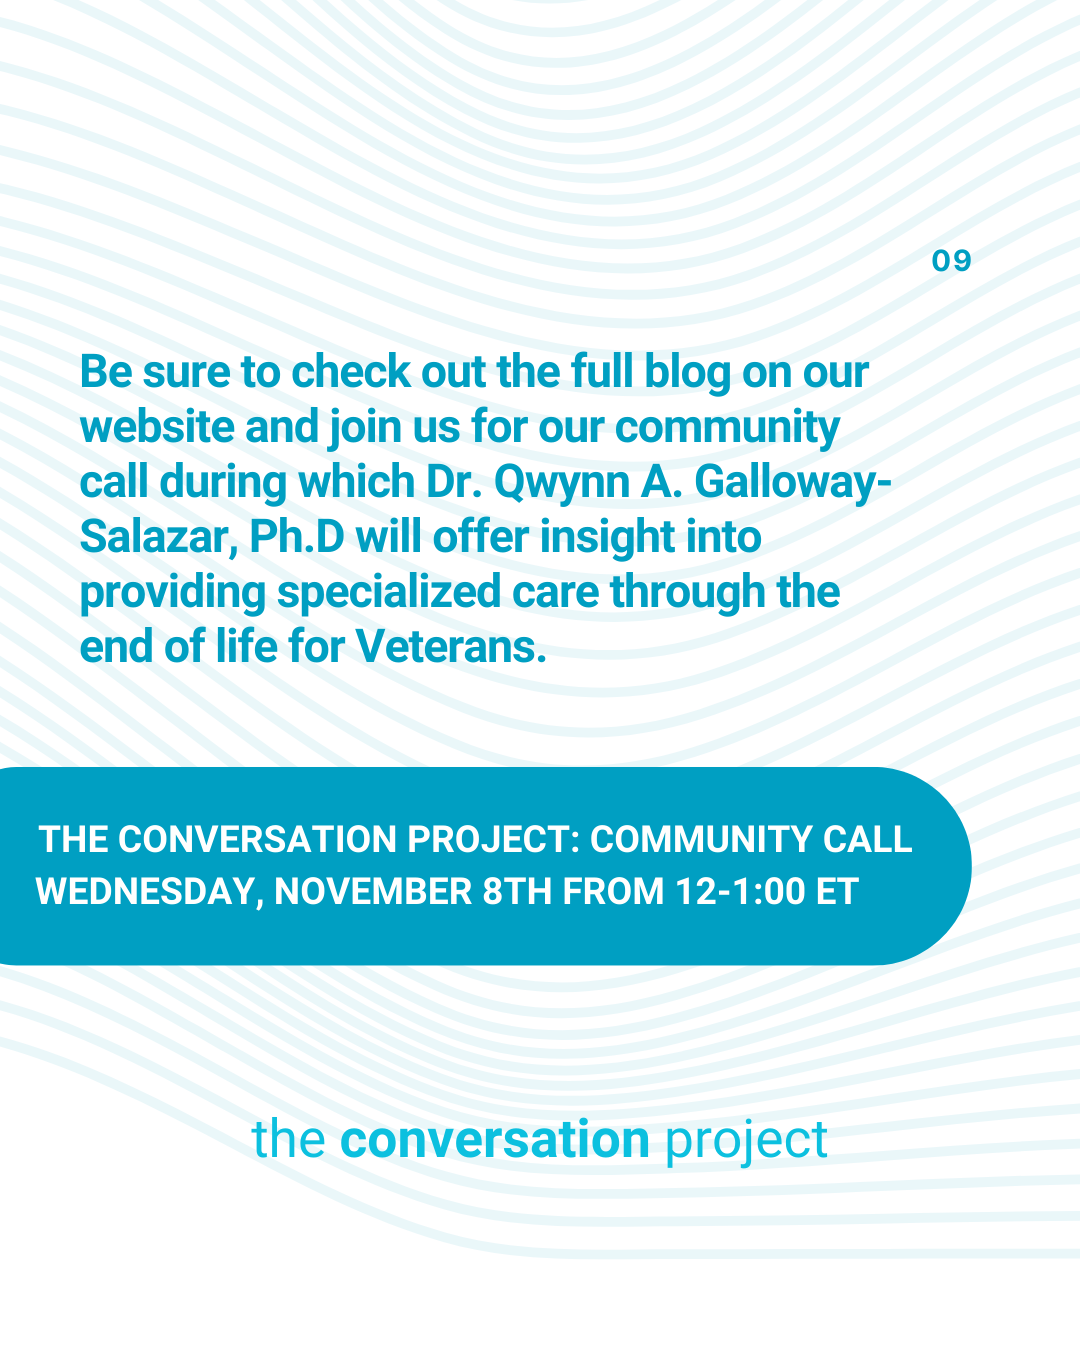 09
Be sure to check out the full blog on our
website and join us for our community
call during which Dr. Qwynn A. Galloway-
Salazar, Ph.D will offer insight into
providing specialized care through the
end of life for Veterans.
THE CONVERSATION PROJECT: COMMUNITY CALL
WEDNESDAY, NOVEMBER 8TH FROM 12-1:00 ET
the conversation project